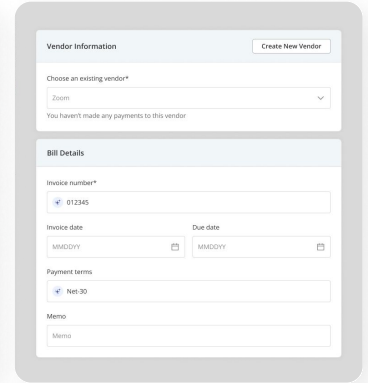 Vendor Information
Create New Vendor
Choose an existing vendor*
Zoom
You haven't made any payments to this vendor
Bill Details
Invoice number*
012345
Invoice date
Due date
MMDDYY
MMDDYY
Payment terms
Net-30
Memo
Memo